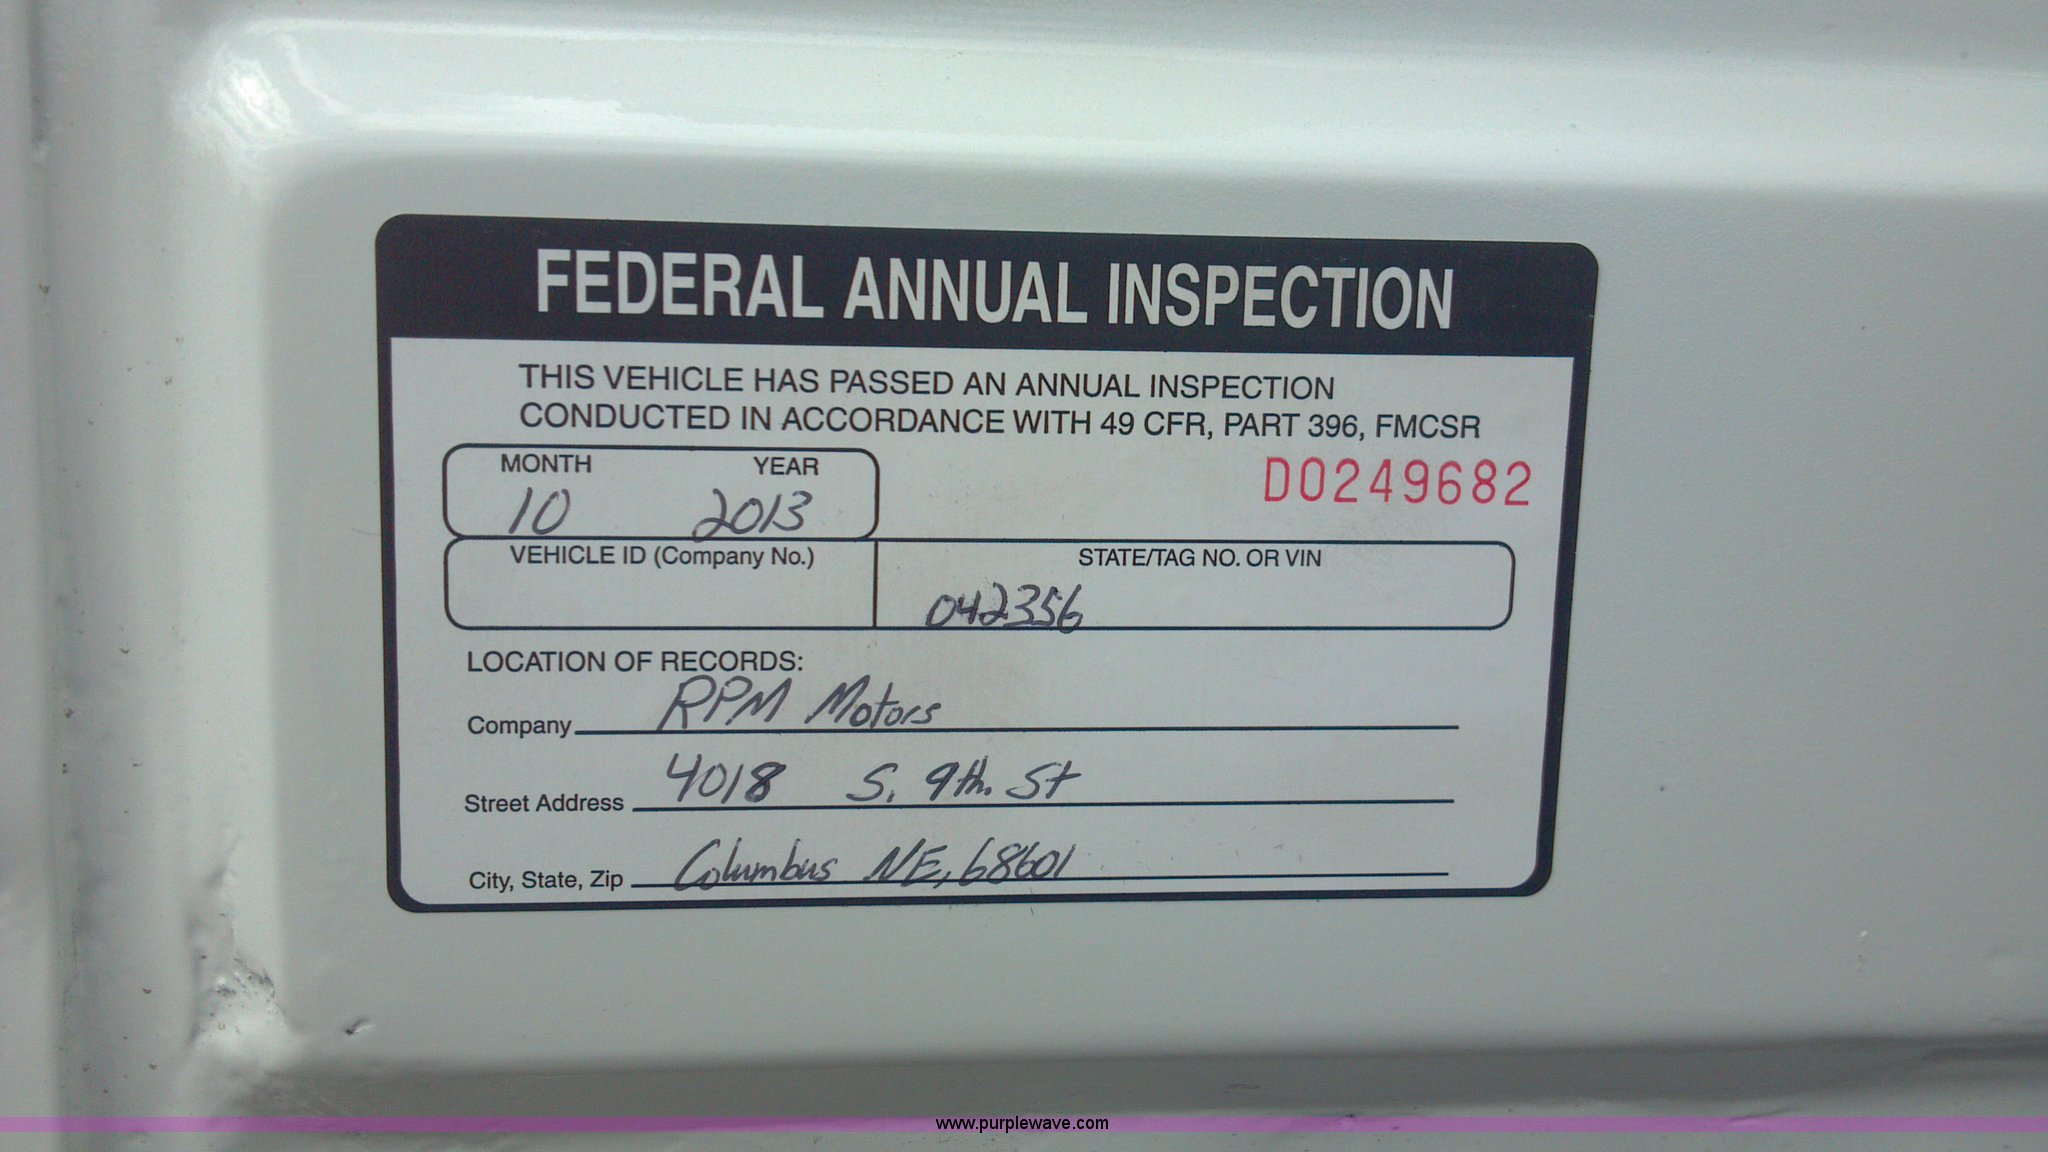 FEDERAL ANNUAL INSPECTION
THIS VEHICLE HAS PASSED AN ANNUAL INSPECTION
CONDUCTED IN ACCORDANCE WITH 49 CFR, PART 396, FMCSR
MONTH YEAR
10 2013
D0249682
VEHICLE ID (Company No.)
STATE/TAG NO. OR VIN
042356
LOCATION OF RECORDS:
Company RPM Motors
Street Address 4018 S. 9th. St
City, State, Zip Columbus NE, 68601
www.purplewave.com